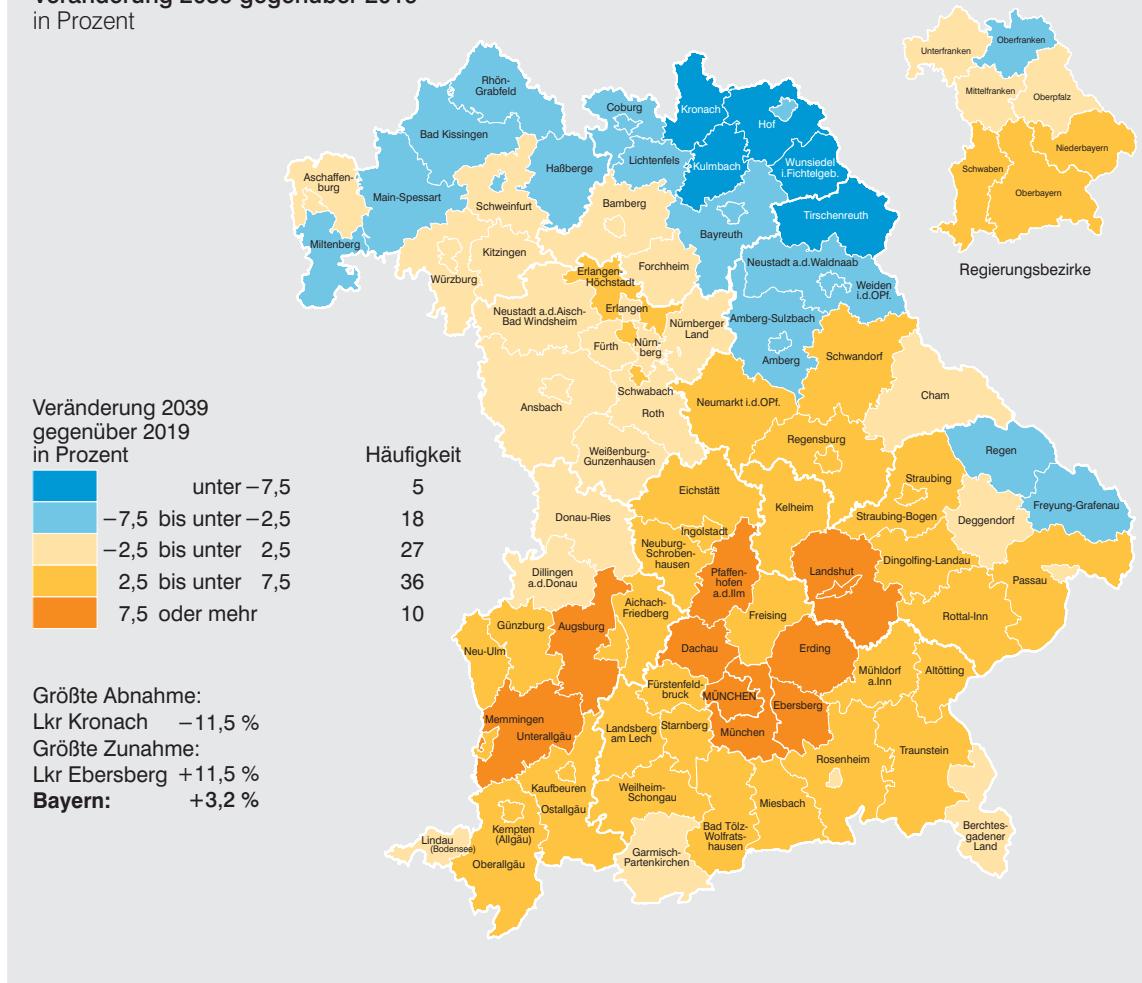 in Prozent
Unterfranken
Oberfranken
Mittelfranken
Oberpfalz
Niederbayern
Schwaben
Oberbayern
Regierungsbezirke
Rhön-
Grabfeld
Coburg
Kronach
Hof
Bad Kissingen
Lichtenfels
Kulmbach
Wunsiedel
i.Fichtelgeb.
Haßberge
Aschaffen-
burg
Main-Spessart
Schweinfurt
Bamberg
Tirschenreuth
Bayreuth
Miltenberg
Kitzingen
Würzburg
Forchheim
Neustadt a.d.Waldnaab
Erlangen-
Höchstadt
Weiden
i.d.OPf.
Neustadt a.d.Aisch-
Bad Windsheim
Erlangen
Nürnberger
Land
Amberg-Sulzbach
Fürth
Nürn-
berg
Amberg
Schwandorf
Schwabach
Ansbach
Roth
Neumarkt i.d.OPf.
Cham
Weißenburg-
Gunzenhausen
Regensburg
Regen
Eichstätt
Straubing
Freyung-Grafenau
Donau-Ries
Kelheim
Straubing-Bogen
Deggendorf
Ingolstadt
Neuburg-
Schroben-
hausen
Dingolfing-Landau
Dillingen
a.d.Donau
Pfaffen-
hofen
a.d.Ilm
Landshut
Passau
Aichach-
Friedberg
Freising
Rottal-Inn
Günzburg
Augsburg
Neu-Ulm
Dachau
Erding
Mühldorf
a.Inn
Altötting
Fürstenfeld-
bruck
MÜNCHEN
Ebersberg
Memmingen
Unterallgäu
Landsberg
am Lech
Starnberg
München
Traunstein
Rosenheim
Kaufbeuren
Weilheim-
Schongau
Ostallgäu
Miesbach
Bad Tölz-
Wolfrats-
hausen
Kempten
(Allgäu)
Lindau
(Bodensee)
Oberallgäu
Garmisch-
Partenkirchen
Berchtes-
gadener
Land
Veränderung 2039
gegenüber 2019
in Prozent Häufigkeit
unter −7,5 5
−7,5 bis unter −2,5 18
−2,5 bis unter 2,5 27
2,5 bis unter 7,5 36
7,5 oder mehr 10
Größte Abnahme:
Lkr Kronach −11,5 %
Größte Zunahme:
Lkr Ebersberg +11,5 %
Bayern: +3,2 %